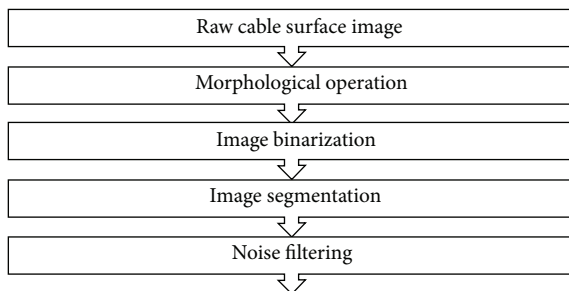 Raw cable surface image
Morphological operation
Image binarization
Image segmentation
Noise filtering